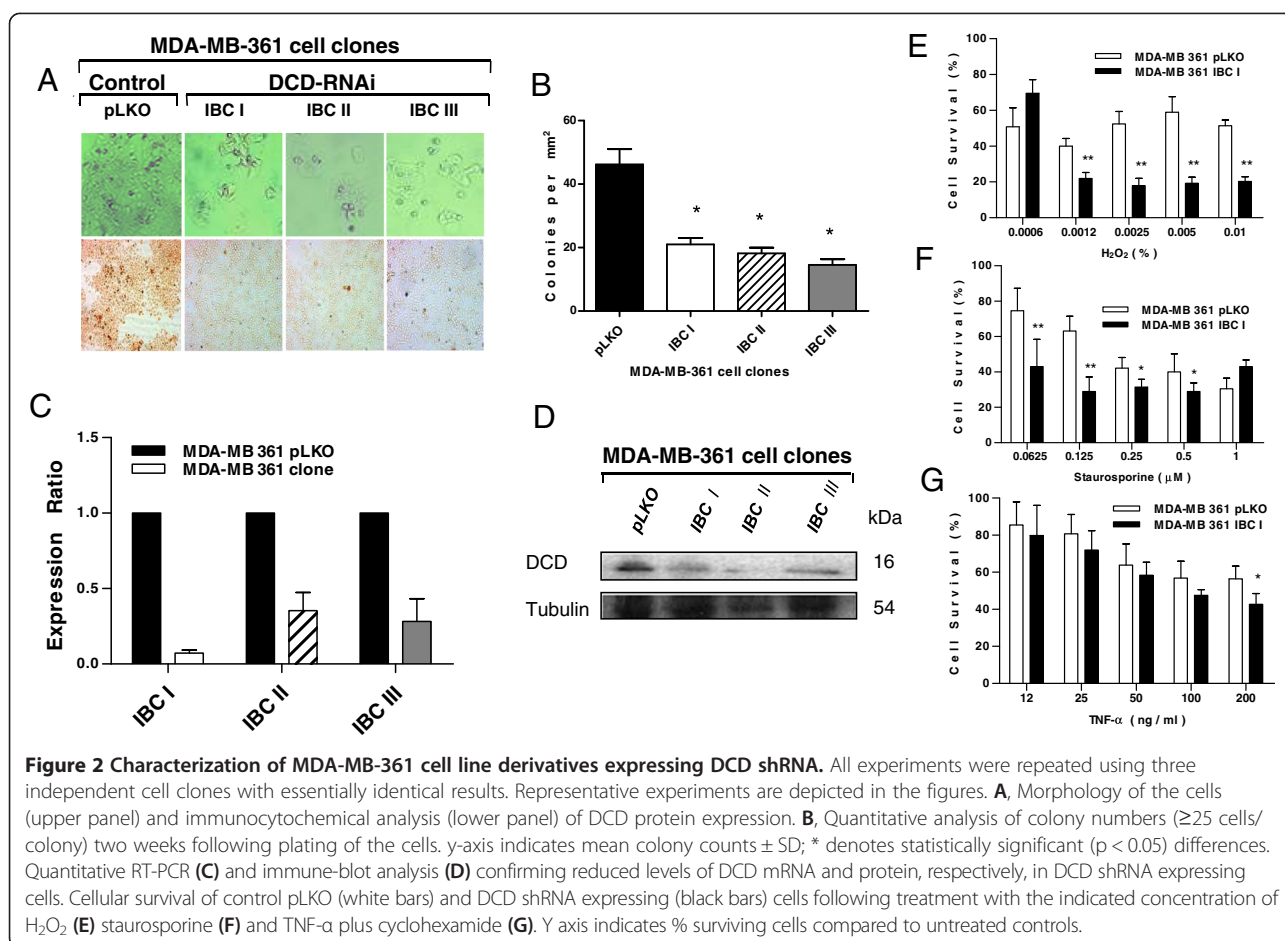 MDA-MB-361 cell clones
A
Control
DCD-RNAi
pLKO
IBC I
IBC II
IBC III
B
Colonies per mm²
60
40
20
0
*
*
*
pLKO
IBC I
IBC II
IBC III
MDA-MB-361 cell clones
C
Expression Ratio
1.5
1.0
0.5
0.0
MDA-MB 361 pLKO
MDA-MB 361 clone
IBC I
IBC II
IBC III
D
MDA-MB-361 cell clones
pLKO
IBC I
IBC II
IBC III
kDa
DCD
16
Tubulin
54
E
Cell Survival (%)
100
80
60
40
20
0
MDA-MB 361 pLKO
MDA-MB 361 IBC I
**
**
**
**
0.0006
0.0012
0.0025
0.005
0.01
H₂O₂ (%)
F
Cell Survival (%)
100
80
60
40
20
0
MDA-MB 361 pLKO
MDA-MB 361 IBC I
**
**
*
*
0.0625
0.125
0.25
0.5
1
Staurosporine (µM)
G
Cell Survival (%)
100
80
60
40
20
0
MDA-MB 361 pLKO
MDA-MB 361 IBC I
*
12
25
50
100
200
TNF-α (ng/ml)
Figure 2 Characterization of MDA-MB-361 cell line derivatives expressing DCD shRNA. All experiments were repeated using three
independent cell clones with essentially identical results. Representative experiments are depicted in the figures. A, Morphology of the cells
(upper panel) and immunocytochemical analysis (lower panel) of DCD protein expression. B, Quantitative analysis of colony numbers (≥25 cells/
colony) two weeks following plating of the cells. y-axis indicates mean colony counts ± SD; * denotes statistically significant (p < 0.05) differences.
Quantitative RT-PCR (C) and immune-blot analysis (D) confirming reduced levels of DCD mRNA and protein, respectively, in DCD shRNA expressing
cells. Cellular survival of control pLKO (white bars) and DCD shRNA expressing (black bars) cells following treatment with the indicated concentration of
H₂O₂ (E) staurosporine (F) and TNF-α plus cyclohexamide (G). Y axis indicates % surviving cells compared to untreated controls.